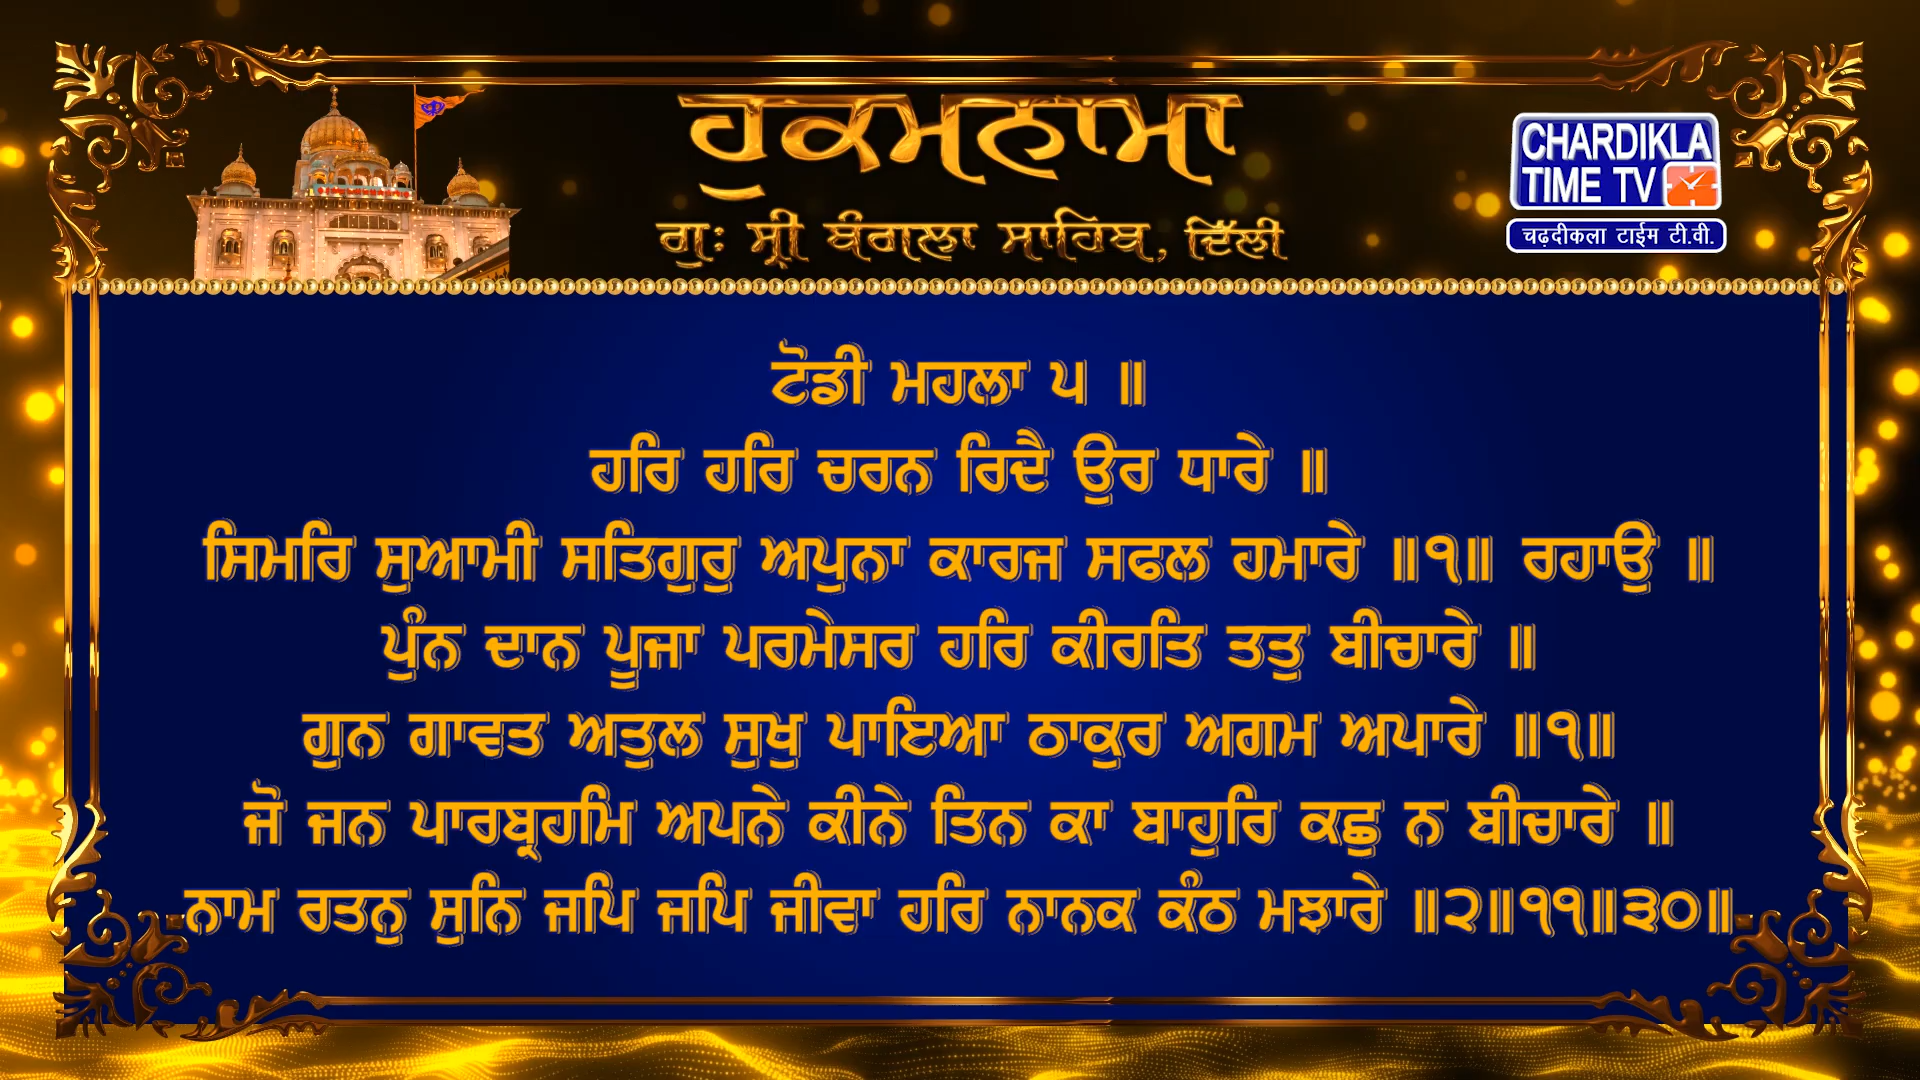 ਹੁਕਮਨਾਮਾ
ਗੁਃ ਸ੍ਰੀ ਬੰਗਲਾ ਸਾਹਿਬ, ਦਿੱਲੀ
CHARDIKLA
TIME TV
चढ़दीकला टाईम टी.वी.
ਟੋਡੀ ਮਹਲਾ ੫ ॥
ਹਰਿ ਹਰਿ ਚਰਨ ਰਿਦੈ ਉਰ ਧਾਰੇ ॥
ਸਿਮਰਿ ਸੁਆਮੀ ਸਤਿਗੁਰੁ ਅਪੁਨਾ ਕਾਰਜ ਸਫਲ ਹਮਾਰੇ ॥੧॥ ਰਹਾਉ ॥
ਪੁੰਨ ਦਾਨ ਪੂਜਾ ਪਰਮੇਸਰ ਹਰਿ ਕੀਰਤਿ ਤਤੁ ਬੀਚਾਰੇ ॥
ਗੁਨ ਗਾਵਤ ਅਤੁਲ ਸੁਖੁ ਪਾਇਆ ਠਾਕੁਰ ਅਗਮ ਅਪਾਰੇ ॥੧॥
ਜੋ ਜਨ ਪਾਰਬ੍ਰਹਮਿ ਅਪਨੇ ਕੀਨੇ ਤਿਨ ਕਾ ਬਾਹੁਰਿ ਕਛੁ ਨ ਬੀਚਾਰੇ ॥
ਨਾਮ ਰਤਨੁ ਸੁਨਿ ਜਪਿ ਜਪਿ ਜੀਵਾ ਹਰਿ ਨਾਨਕ ਕੰਠ ਮਝਾਰੇ ॥੨॥੧੧॥੩੦॥